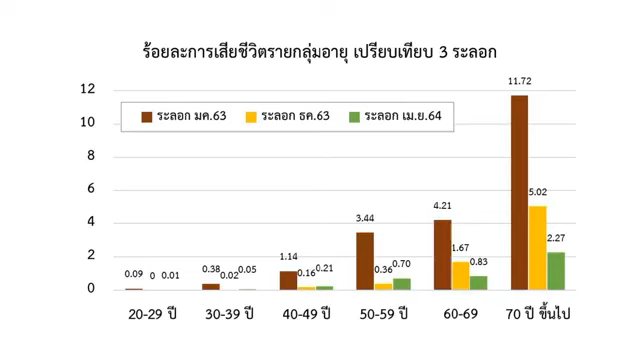 ร้อยละการเสียชีวิตรายกลุ่มอายุ เปรียบเทียบ 3 ระลอก
12
10
8
6
4
2
0
ระลอก มค.63 ระลอก ธค.63 ระลอก เม.ย.64
0.09 0 0.01
0.38 0.02 0.05
1.14 0.16 0.21
3.44 0.36 0.70
4.21 1.67 0.83
11.72 5.02 2.27
20-29 ปี 30-39 ปี 40-49 ปี 50-59 ปี 60-69 70 ปี ขึ้นไป